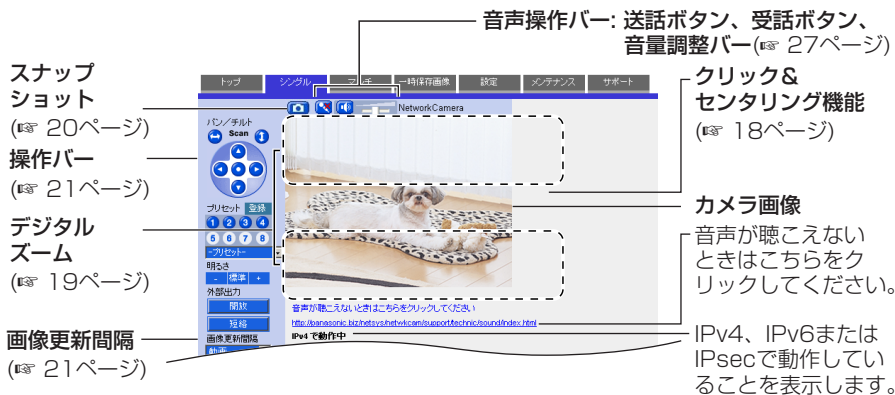 音声操作バー: 送話ボタン、受話ボタン、
音量調整バー(☞ 27ページ)
スナップ
ショット
(☞ 20ページ)
操作バー
(☞ 21ページ)
デジタル
ズーム
(☞ 19ページ)
画像更新間隔
(☞ 21ページ)
トップ シングル マルチ 一時保存画像 設定 メンテナンス サポート
NetworkCamera
パン/チルト
Scan
プリセット 登録
1 2 3 4
5 6 7 8
-プリセット-
明るさ
- 標準 +
外部出力
開放
短絡
画像更新間隔
動画
音声が聴こえないときはこちらをクリックしてください
http://panasonic.biz/netsys/netwkcam/support/technic/sound/index.html
IPv4 で動作中
クリック&
センタリング機能
(☞ 18ページ)
カメラ画像
音声が聴こえない
ときはこちらをク
リックしてください。
IPv4、IPv6または
IPsecで動作してい
ることを表示します。